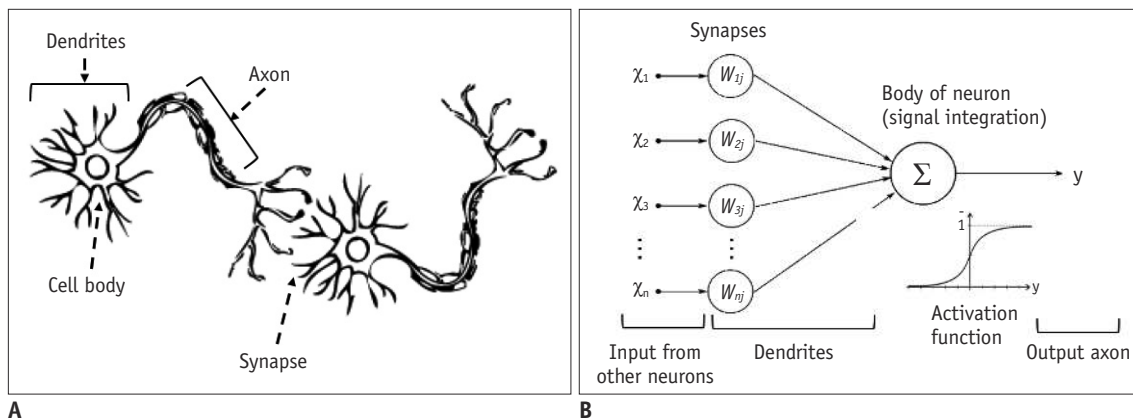 Dendrites
Axon
Cell body
Synapse
A
Synapses
χ1
W1j
χ2
W2j
χ3
W3j
χn
Wnj
Body of neuron
(signal integration)
Σ
y
1
y
Activation
function
Input from
other neurons
Dendrites
Output axon
B